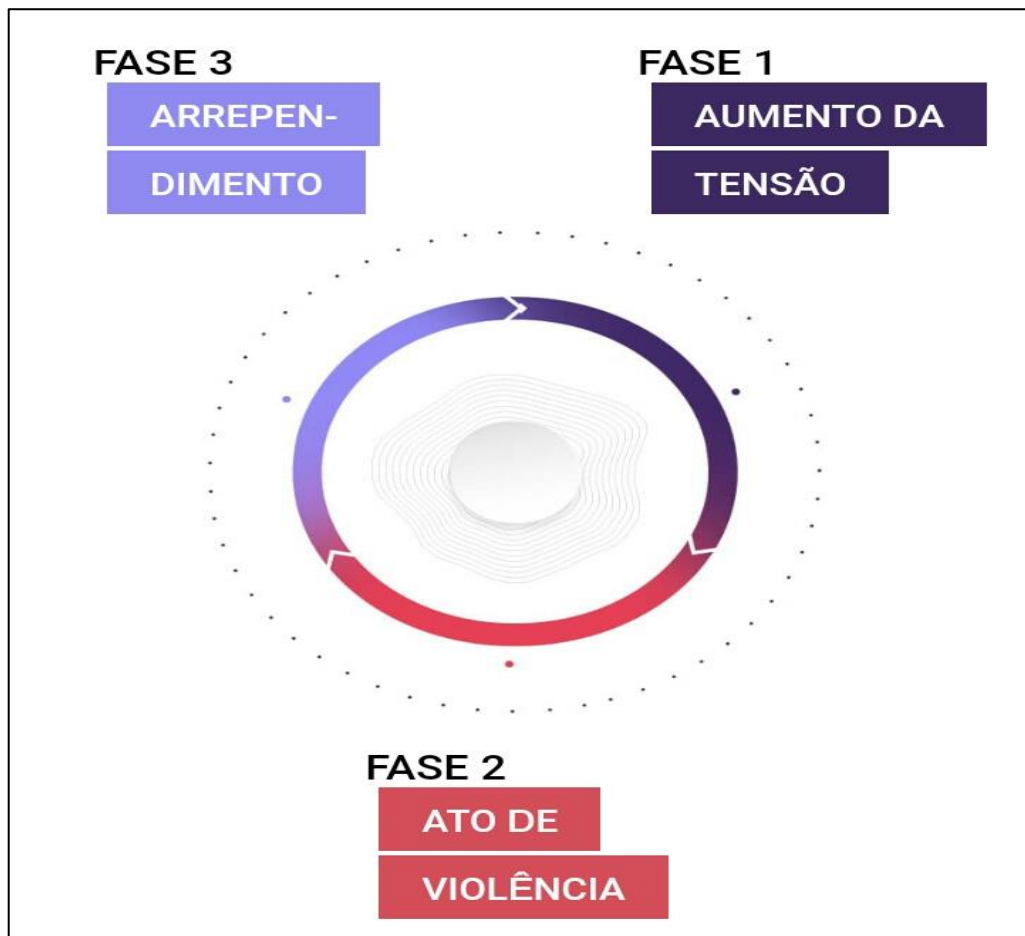 FASE 3
ARREPEN-
DIMENTO
FASE 1
AUMENTO DA
TENSÃO
FASE 2
ATO DE
VIOLÊNCIA